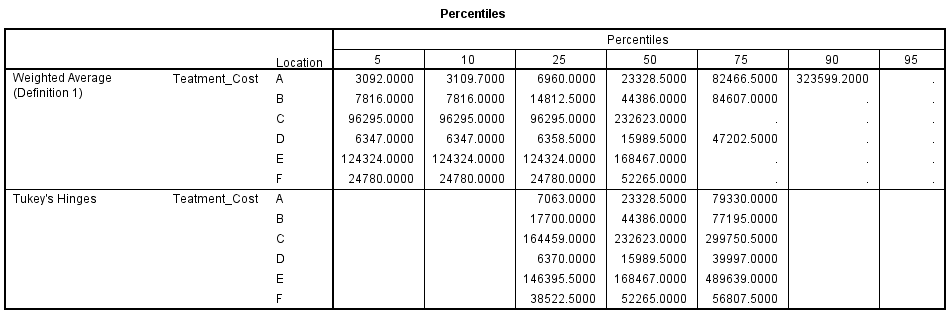 Percentiles
Percentiles
Location 5 10 25 50 75 90 95
Weighted Average (Definition 1) Teatment_Cost A 3092.0000 3109.7000 6960.0000 23328.5000 82466.5000 323599.2000 .
B 7816.0000 7816.0000 14812.5000 44386.0000 84607.0000 . .
C 96295.0000 96295.0000 96295.0000 232623.0000 . . .
D 6347.0000 6347.0000 6358.5000 15989.5000 47202.5000 . .
E 124324.0000 124324.0000 124324.0000 168467.0000 . . .
F 24780.0000 24780.0000 24780.0000 52265.0000 . . .
Tukey's Hinges Teatment_Cost A 7063.0000 23328.5000 79330.0000
B 17700.0000 44386.0000 77195.0000
C 164459.0000 232623.0000 299750.5000
D 6370.0000 15989.5000 39997.0000
E 146395.5000 168467.0000 489639.0000
F 38522.5000 52265.0000 56807.5000